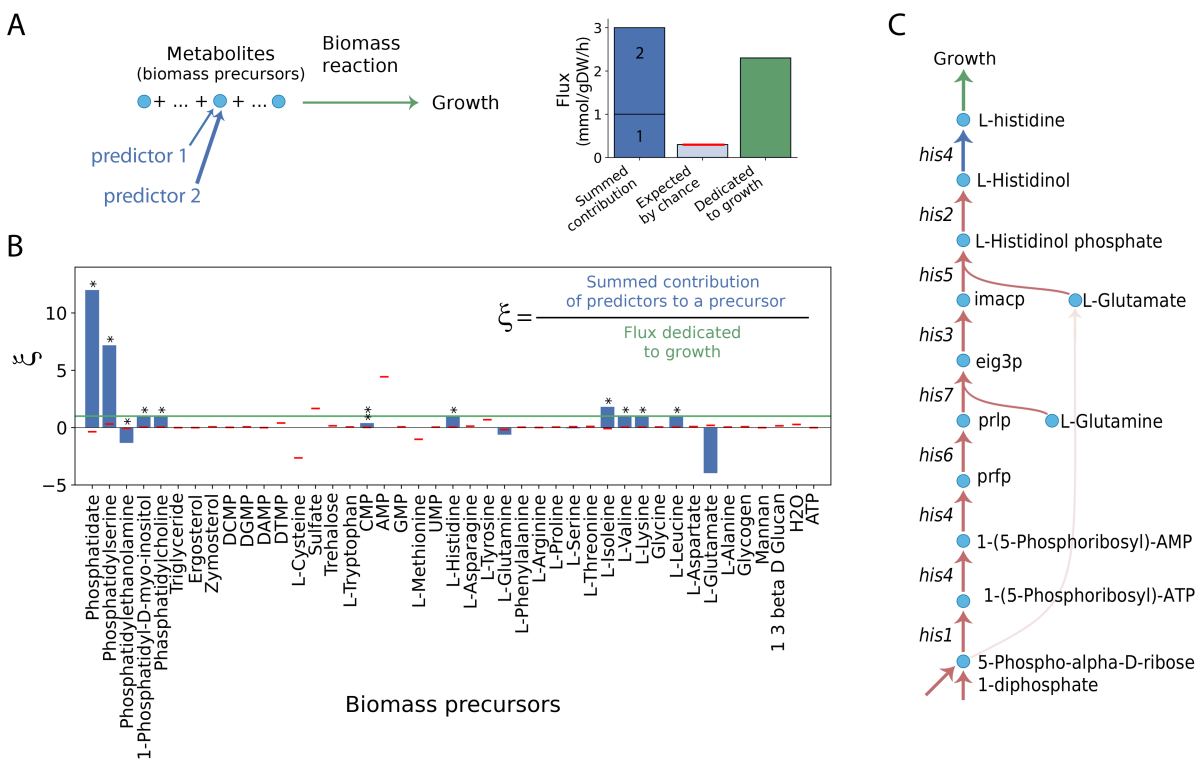 A
Metabolites
(biomass precursors)
Biomass
reaction
+ ... + + ...
Growth
predictor 1
predictor 2
Flux
(mmol/gDW/h)
3
2
1
0
2
1
Summed
contribution
Expected
by chance
Dedicated
to growth
B
ξ
10
5
0
−5
* * * * * ** * * * * *
ξ=
Summed contribution
of predictors to a precursor
Flux dedicated
to growth
Phosphatidate
Phosphatidylserine
Phosphatidylethanolamine
1-Phosphatidyl-D-myo-inositol
Phasphatidylcholine
Triglyceride
Ergosterol
Zymosterol
DCMP
DGMP
DAMP
DTMP
L-Cysteine
Sulfate
Trehalose
L-Tryptophan
CMP
AMP
GMP
L-Methionine
UMP
L-Histidine
L-Asparagine
L-Tyrosine
L-Glutamine
L-Phenylalanine
L-Arginine
L-Proline
L-Serine
L-Threonine
L-Isoleine
L-Valine
L-Lysine
Glycine
L-Leucine
L-Aspartate
L-Glutamate
L-Alanine
Glycogen
Mannan
1 3 beta D Glucan
H2O
ATP
Biomass precursors
C
Growth
L-histidine
his4
L-Histidinol
his2
L-Histidinol phosphate
his5
imacp
L-Glutamate
his3
eig3p
his7
prlp
L-Glutamine
his6
prfp
his4
1-(5-Phosphoribosyl)-AMP
his4
1-(5-Phosphoribosyl)-ATP
his1
5-Phospho-alpha-D-ribose
1-diphosphate